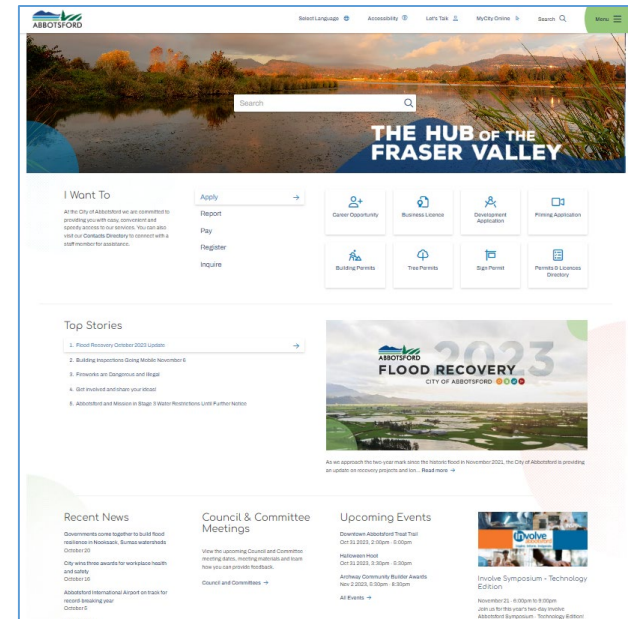 ABBOTSFORD
Select Language
Accessibility
Let's Talk
MyCity Online
Search
Menu
Search
THE HUB OF THE
FRASER VALLEY
I Want To
At the City of Abbotsford we are committed to
providing you with easy, convenient and
speedy access to our services. You can also
visit our Contacts Directory to connect with a
staff member for assistance.
Apply
Report
Pay
Register
Inquire
Career Opportunity
Business Licence
Development
Application
Filming Application
Building Permits
Tree Permits
Sign Permit
Permits & Licences
Directory
Top Stories
1. Flood Recovery October 2023 Update
2. Building Inspections Going Mobile November 6
3. Fireworks are Dangerous and Illegal
4. Get involved and share your ideas!
5. Abbotsford and Mission in Stage 3 Water Restrictions Until Further Notice
2023
ABBOTSFORD
FLOOD RECOVERY
CITY OF ABBOTSFORD
As we approach the two-year mark since the historic flood in November 2021, the City of Abbotsford is providing
an update on recovery projects and lon... Read more
Recent News
Governments come together to build flood
resilience in Nooksack, Sumas watersheds
October 20
City wins three awards for workplace health
and safety
October 16
Abbotsford International Airport on track for
record-breaking year
October 5
Council & Committee
Meetings
View the upcoming Council and Committee
meeting dates, meeting materials and learn
how you can provide feedback.
Council and Committees
Upcoming Events
Downtown Abbotsford Treat Trail
Oct 31 2023, 2:00pm - 5:00pm
Halloween Hoot
Oct 31 2023, 3:30pm - 5:30pm
Archway Community Builder Awards
Nov 2 2023, 5:30pm - 8:30pm
All Events
involve
Involve Symposium - Technology
Edition
November 21 - 6:00pm to 8:00pm
Join us for this year's two-day Involve
Abbotsford Symposium - Technology Edition!